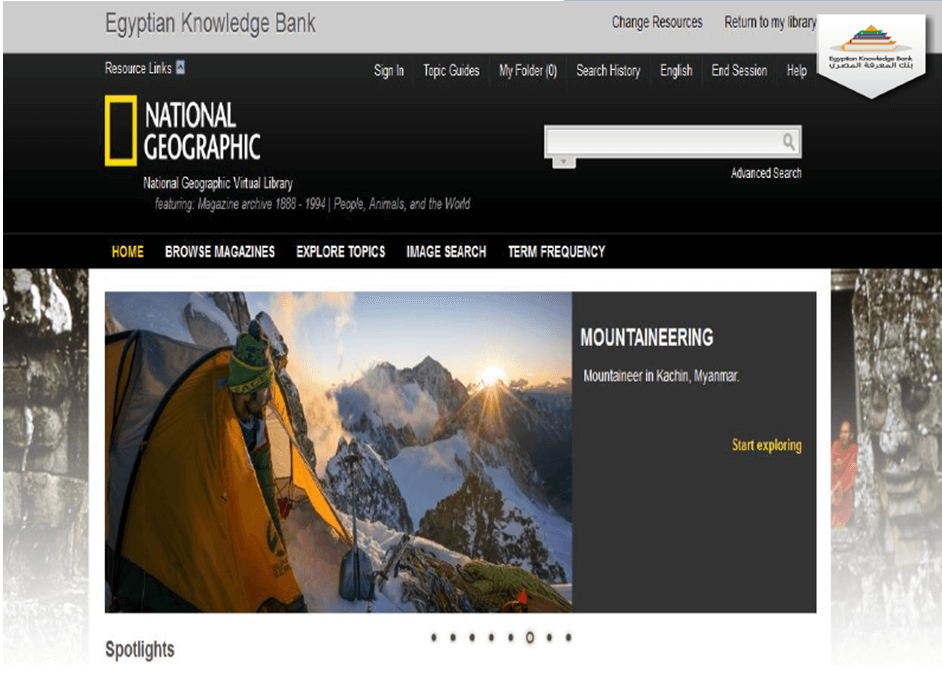 Egyptian Knowledge Bank
Change Resources Return to my library
Egyptian Knowledge Bank
بنك المعرفة المصري
Resource Links
Sign In Topic Guides My Folder (0) Search History English End Session Help
NATIONAL
GEOGRAPHIC
Advanced Search
National Geographic Virtual Library
featuring: Magazine archive 1888 - 1994 | People, Animals, and the World
HOME BROWSE MAGAZINES EXPLORE TOPICS IMAGE SEARCH TERM FREQUENCY
MOUNTAINEERING
Mountaineer in Kachin, Myanmar.
Start exploring
Spotlights